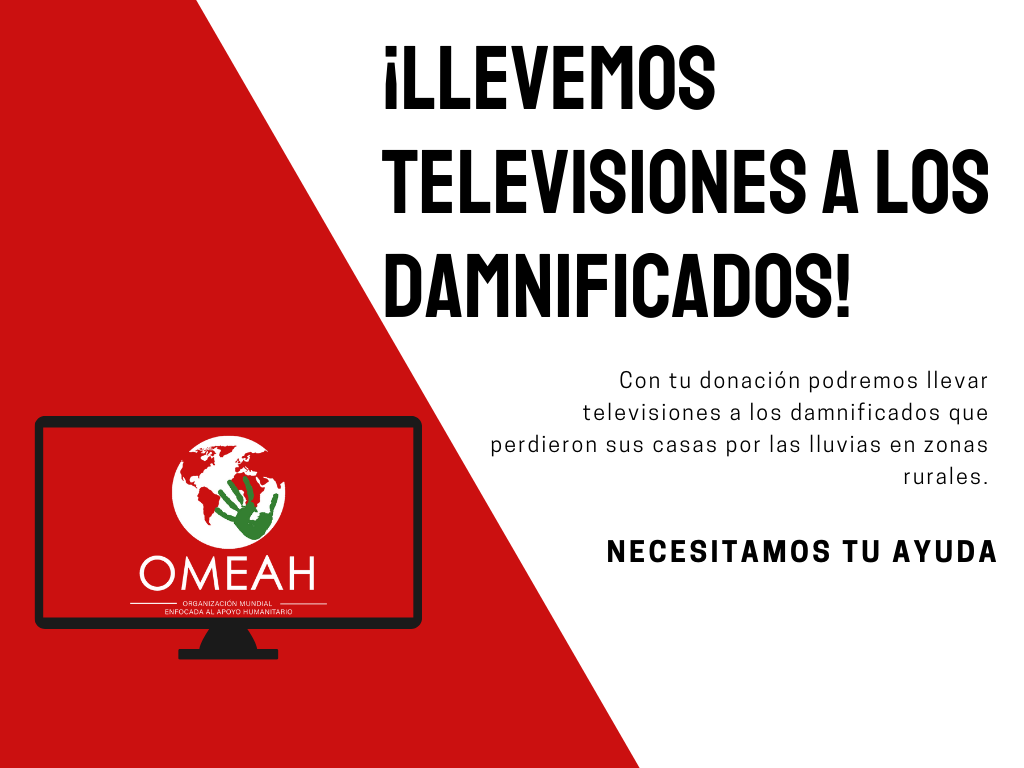 ¡LLEVEMOS
TELEVISIONES A LOS
DAMNIFICADOS!
Con tu donación podremos llevar
televisiones a los damnificados que
perdieron sus casas por las lluvias en zonas
rurales.
NECESITAMOS TU AYUDA
OMEAH
ORGANIZACIÓN MUNDIAL
ENFOCADA AL APOYO HUMANITARIO